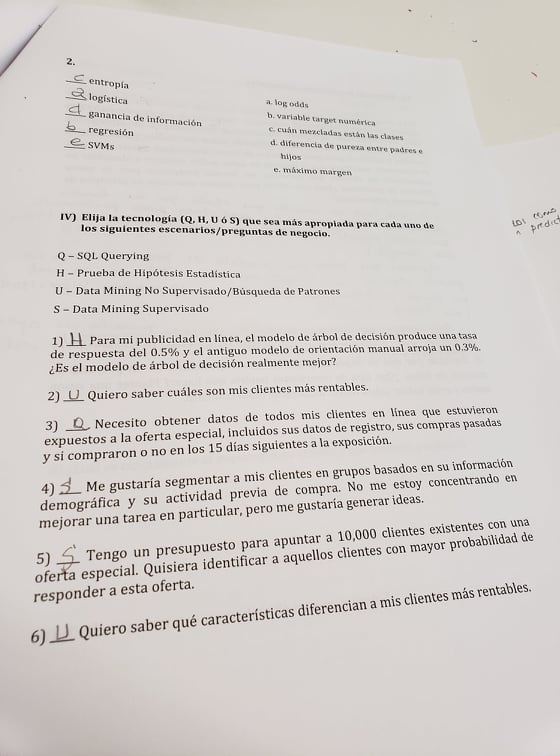 2.
c entropía
a logística
d ganancia de información
b regresión
e SVMs
a. log odds
b. variable target numérica
c. cuán mezcladas están las clases
d. diferencia de pureza entre padres e
hijos
e. máximo margen
IV) Elija la tecnología (Q, H, U ó S) que sea más apropiada para cada uno de
los siguientes escenarios/preguntas de negocio.
Q – SQL Querying
H – Prueba de Hipótesis Estadística
U – Data Mining No Supervisado/Búsqueda de Patrones
S – Data Mining Supervisado
1) H Para mi publicidad en línea, el modelo de árbol de decisión produce una tasa
de respuesta del 0.5% y el antiguo modelo de orientación manual arroja un 0.3%.
¿Es el modelo de árbol de decisión realmente mejor?
2) U Quiero saber cuáles son mis clientes más rentables.
3) Q Necesito obtener datos de todos mis clientes en línea que estuvieron
expuestos a la oferta especial, incluidos sus datos de registro, sus compras pasadas
y si compraron o no en los 15 días siguientes a la exposición.
4) Me gustaría segmentar a mis clientes en grupos basados en su información
demográfica y su actividad previa de compra. No me estoy concentrando en
mejorar una tarea en particular, pero me gustaría generar ideas.
5) S Tengo un presupuesto para apuntar a 10,000 clientes existentes con una
oferta especial. Quisiera identificar a aquellos clientes con mayor probabilidad de
responder a esta oferta.
6) U Quiero saber qué características diferencian a mis clientes más rentables.